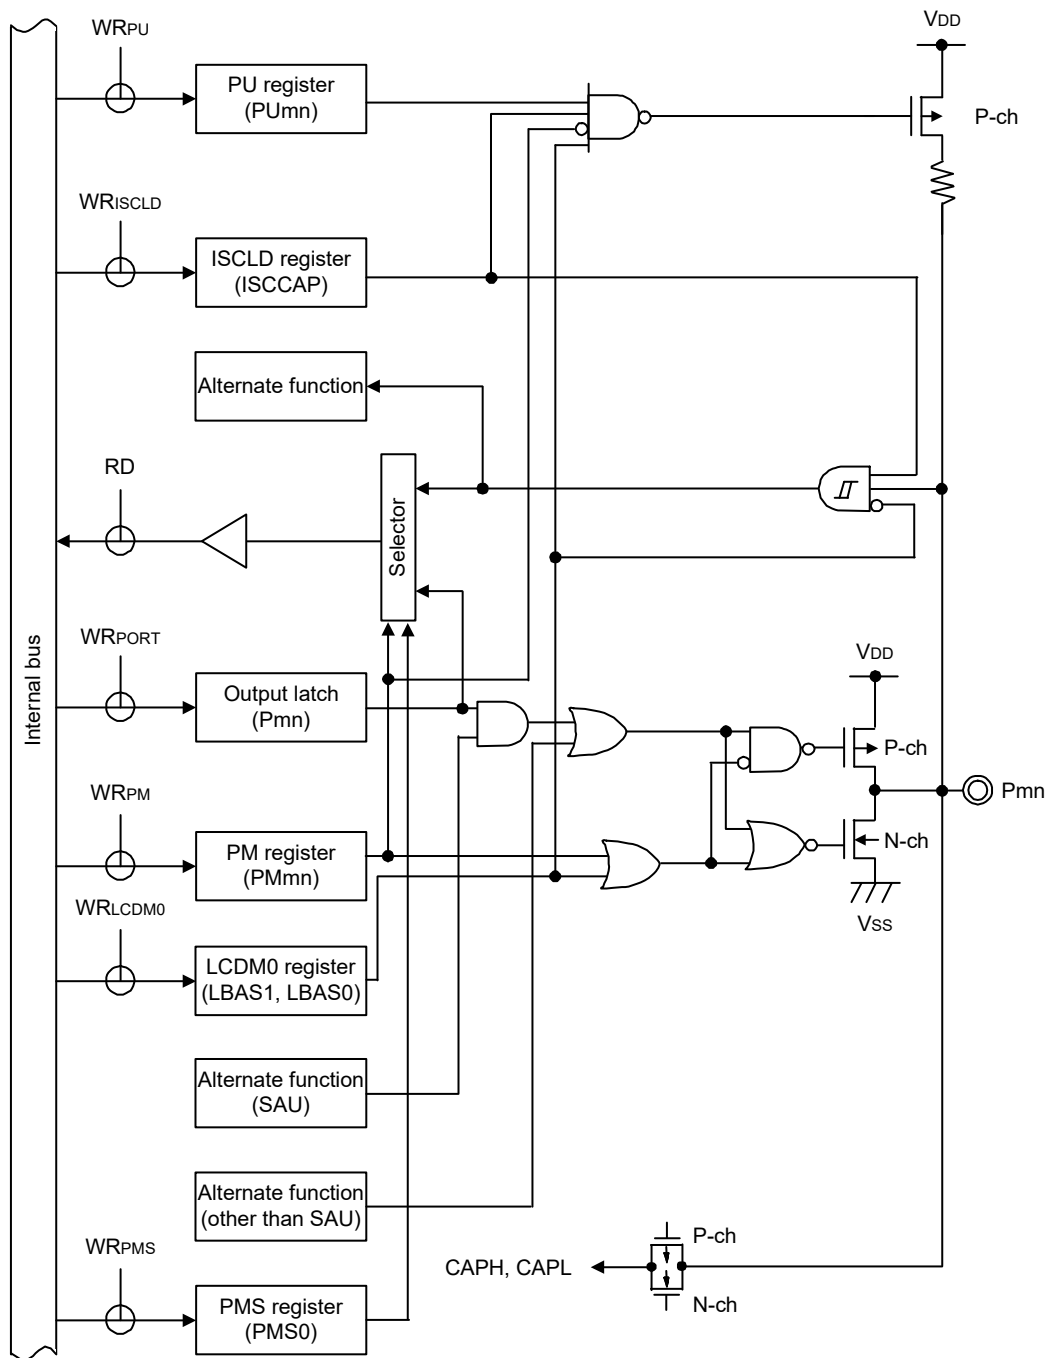 WRPU
VDD
PU register
(PUmn)
P-ch
WRISCLD
ISCLD register
(ISCCAP)
Alternate function
RD
Selector
Internal bus
WRPORT
VDD
Output latch
(Pmn)
P-ch
WRPM
Pmn
PM register
(PMmn)
N-ch
WRLCDM0
VSS
LCDM0 register
(LBAS1, LBAS0)
Alternate function
(SAU)
Alternate function
(other than SAU)
WRPMS
P-ch
CAPH, CAPL
N-ch
PMS register
(PMS0)